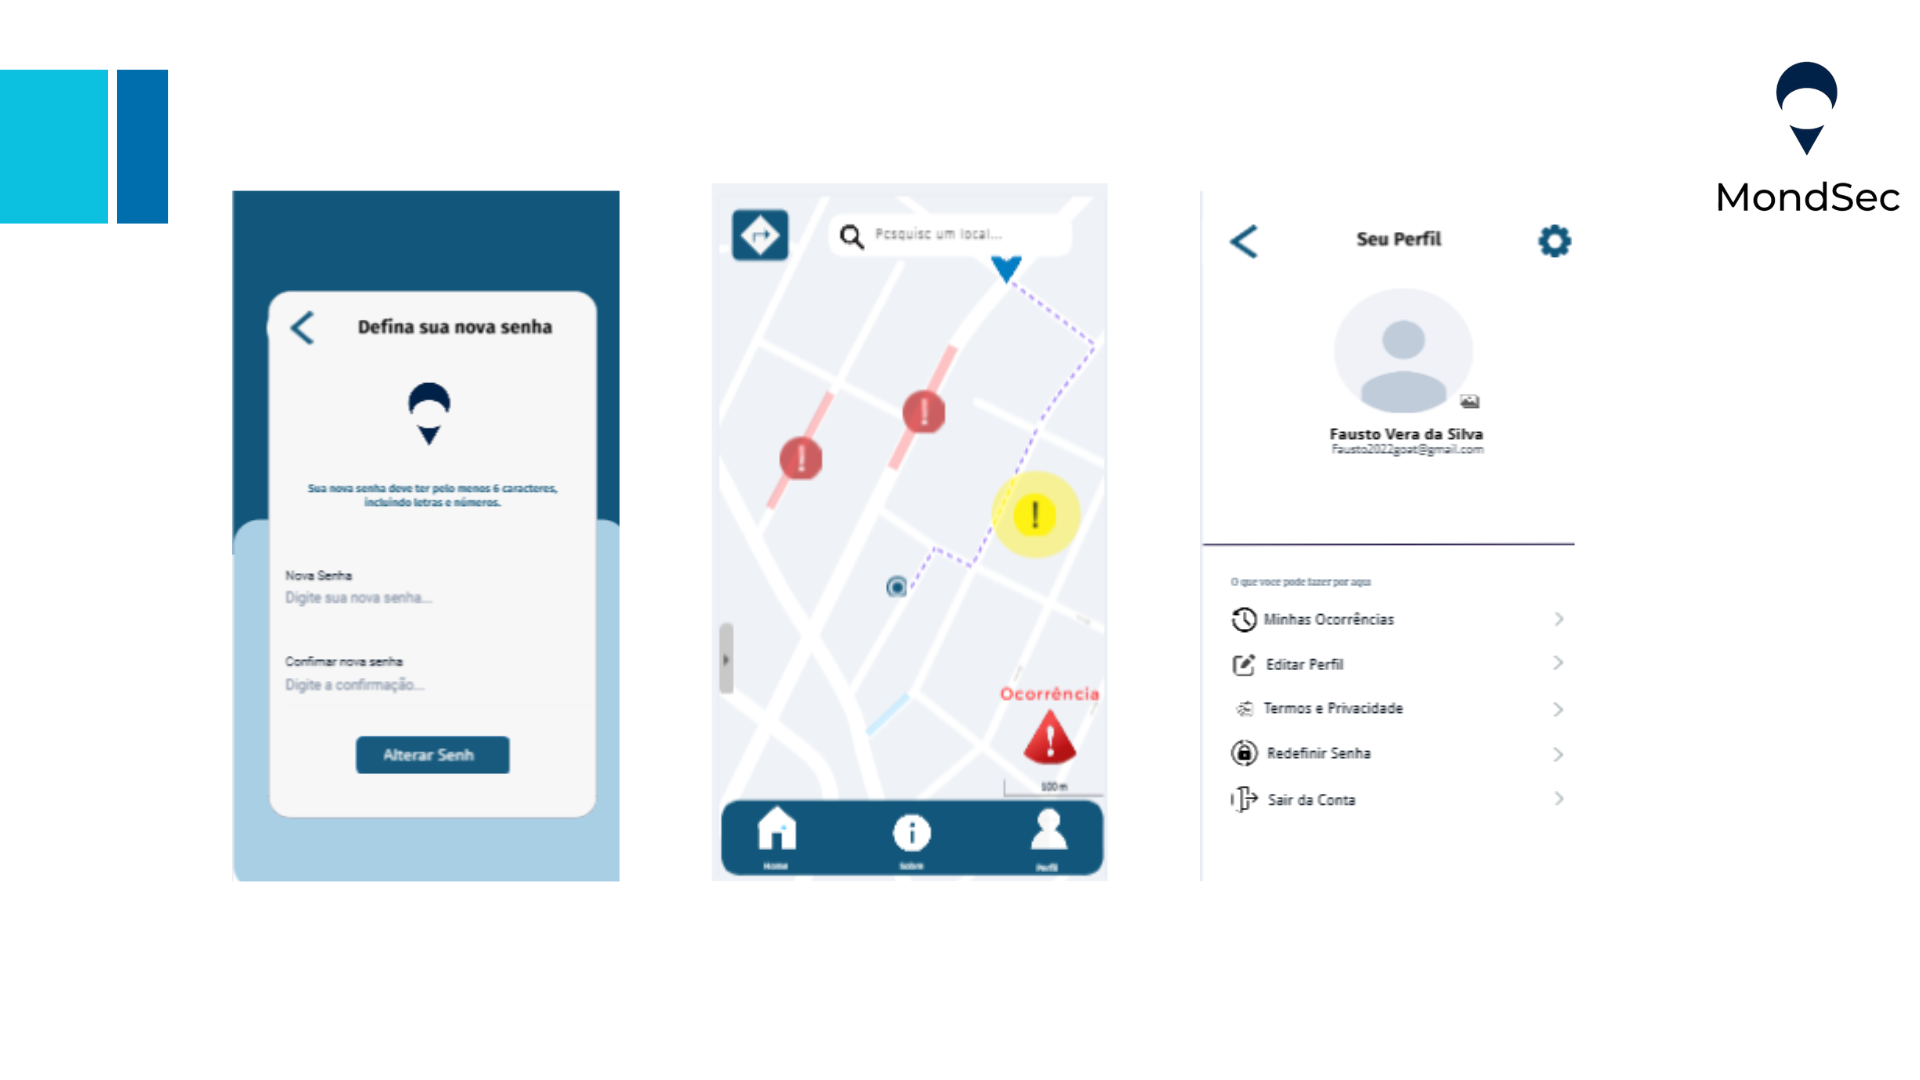 MondSec
Defina sua nova senha
Sua nova senha deve ter pelo menos 6 caracteres,
incluindo letras e números.
Nova Senha
Digite sua nova senha...
Confimar nova senha
Digite a confirmação...
Alterar Senh
Pesquise um local...
Ocorrência
100 m
Home
Sobre
Perfil
Seu Perfil
Fausto Vera da Silva
Fausto2022goat@gmail.com
O que voce pode fazer por aqui
Minhas Ocorrências
Editar Perfil
Termos e Privacidade
Redefinir Senha
Sair da Conta